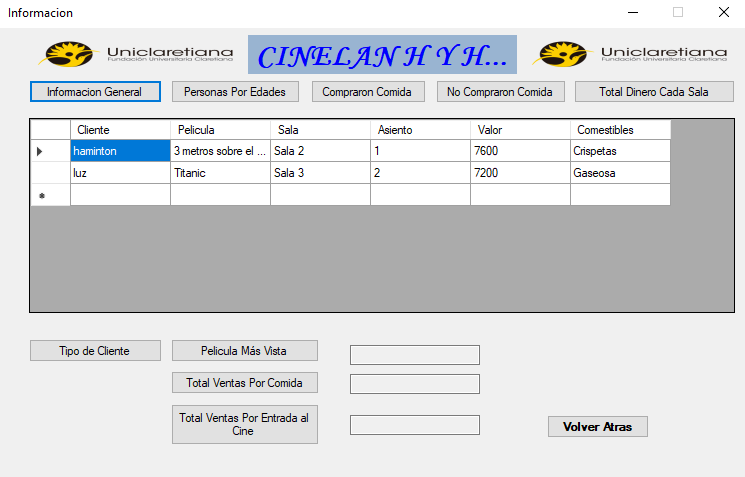 Informacion
Uniclaretiana
Fundación Universitaria Claretiana
CINELAN H Y H...
Uniclaretiana
Fundación Universitaria Claretiana
Informacion General
Personas Por Edades
Compraron Comida
No Compraron Comida
Total Dinero Cada Sala
Cliente Pelicula Sala Asiento Valor Comestibles
haminton 3 metros sobre el ... Sala 2 1 7600 Crispetas
luz Titanic Sala 3 2 7200 Gaseosa
Tipo de Cliente
Pelicula Más Vista
Total Ventas Por Comida
Total Ventas Por Entrada al
Cine
Volver Atras